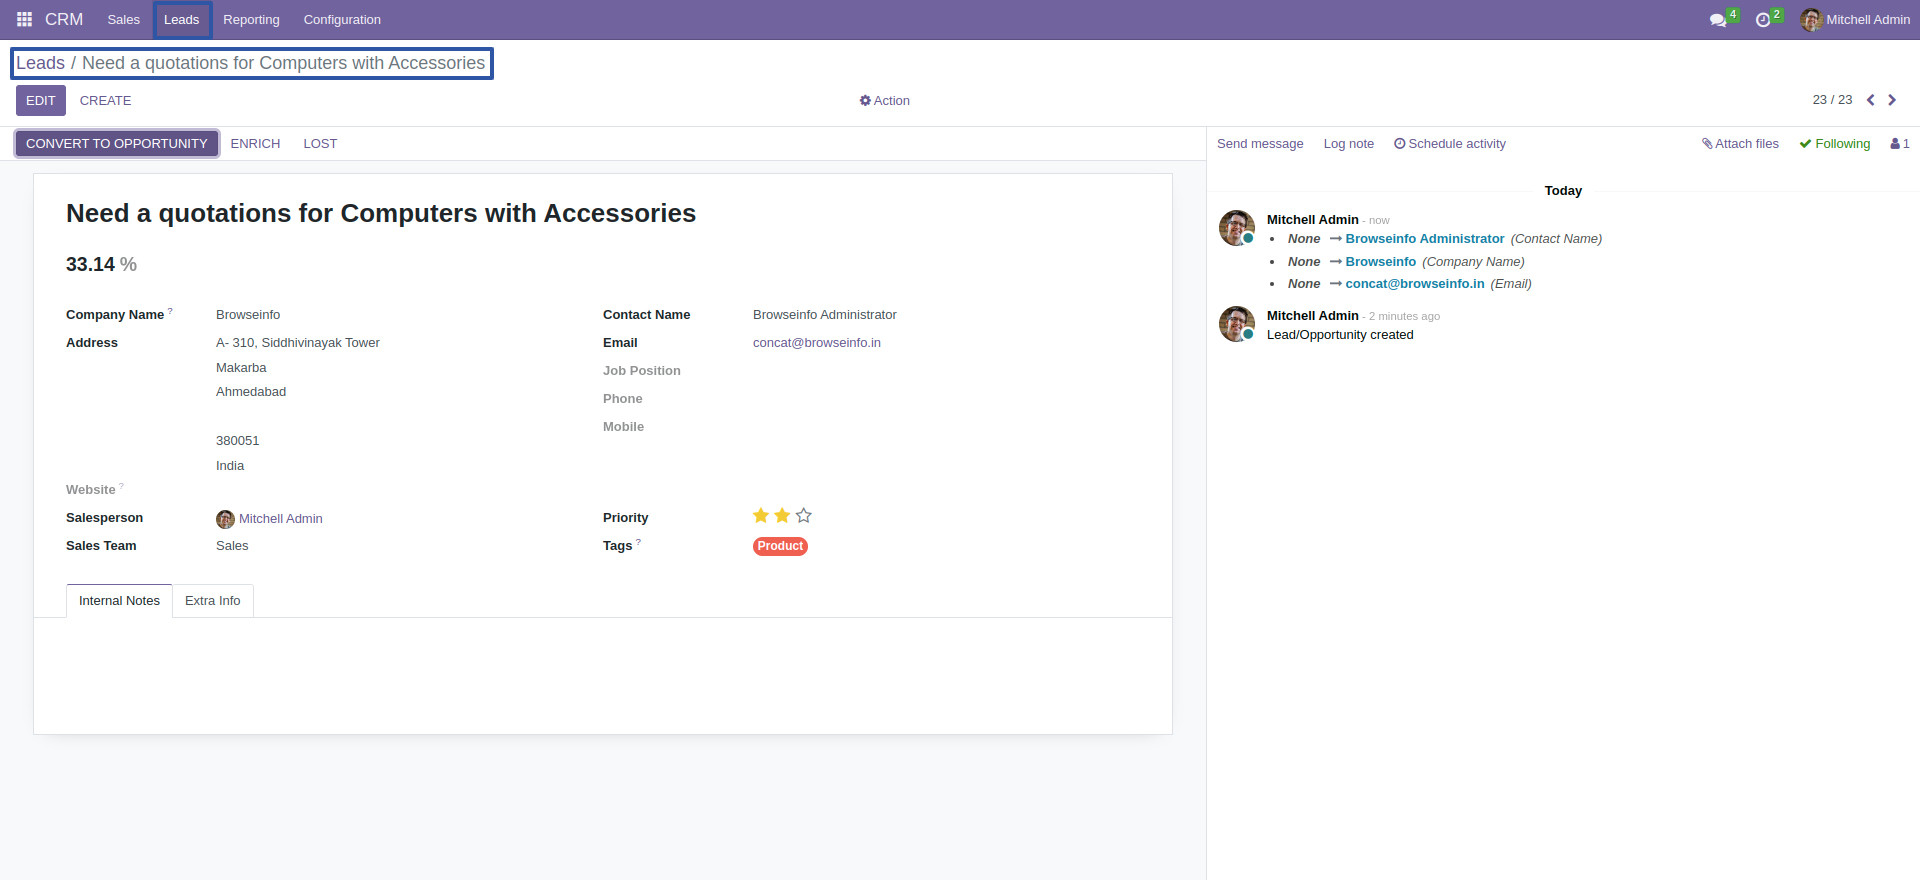 CRM Sales Leads Reporting Configuration 4 2 Mitchell Admin
Leads / Need a quotations for Computers with Accessories
EDIT CREATE Action 23 / 23
CONVERT TO OPPORTUNITY ENRICH LOST
Send message Log note Schedule activity Attach files Following 1
Need a quotations for Computers with Accessories
33.14 %
Company Name ? Browseinfo
Address A- 310, Siddhivinayak Tower
Makarba
Ahmedabad
380051
India
Website ?
Contact Name Browseinfo Administrator
Email concat@browseinfo.in
Job Position
Phone
Mobile
Salesperson Mitchell Admin
Sales Team Sales
Priority
Tags ? Product
Internal Notes Extra Info
Today
Mitchell Admin - now
• None → Browseinfo Administrator (Contact Name)
• None → Browseinfo (Company Name)
• None → concat@browseinfo.in (Email)
Mitchell Admin - 2 minutes ago
Lead/Opportunity created